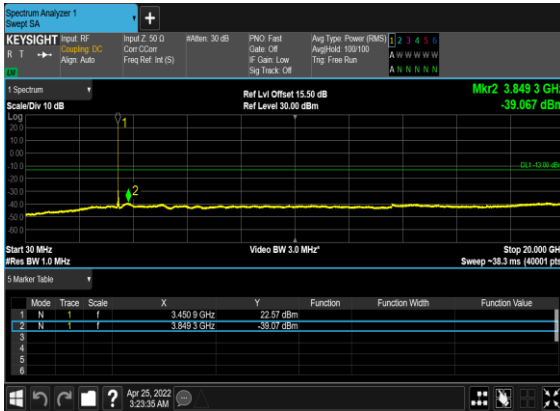 Spectrum Analyzer 1
Swept SA
KEYSIGHT Input: RF Input Z: 50 Ω #Atten: 30 dB PNO: Fast Avg Type: Power (RMS) 1 2 3 4 5 6
R T Coupling: DC Corr CCorr Gate: Off Avg|Hold: 100/100 A W W W W W
Align: Auto Freq Ref: Int (S) IF Gain: Low Trig: Free Run
Sig Track: Off A N N N N N
1 Spectrum Ref Lvl Offset 15.50 dB Mkr2 3.849 3 GHz
Scale/Div 10 dB Ref Level 30.00 dBm -39.067 dBm
Log
20.0
10.0
0.00
-10.0
-20.0
-30.0
-40.0
-50.0
-60.0
1
2
DL1 -13.00 dBm
Start 30 MHz Video BW 3.0 MHz* Stop 20.000 GHz
#Res BW 1.0 MHz Sweep ~38.3 ms (40001 pts)
5 Marker Table
Mode Trace Scale X Y Function Function Width Function Value
1 N 1 f 3.450 9 GHz 22.57 dBm
2 N 1 f 3.849 3 GHz -39.07 dBm
3
4
5
6
? Apr 25, 2022
3:23:35 AM